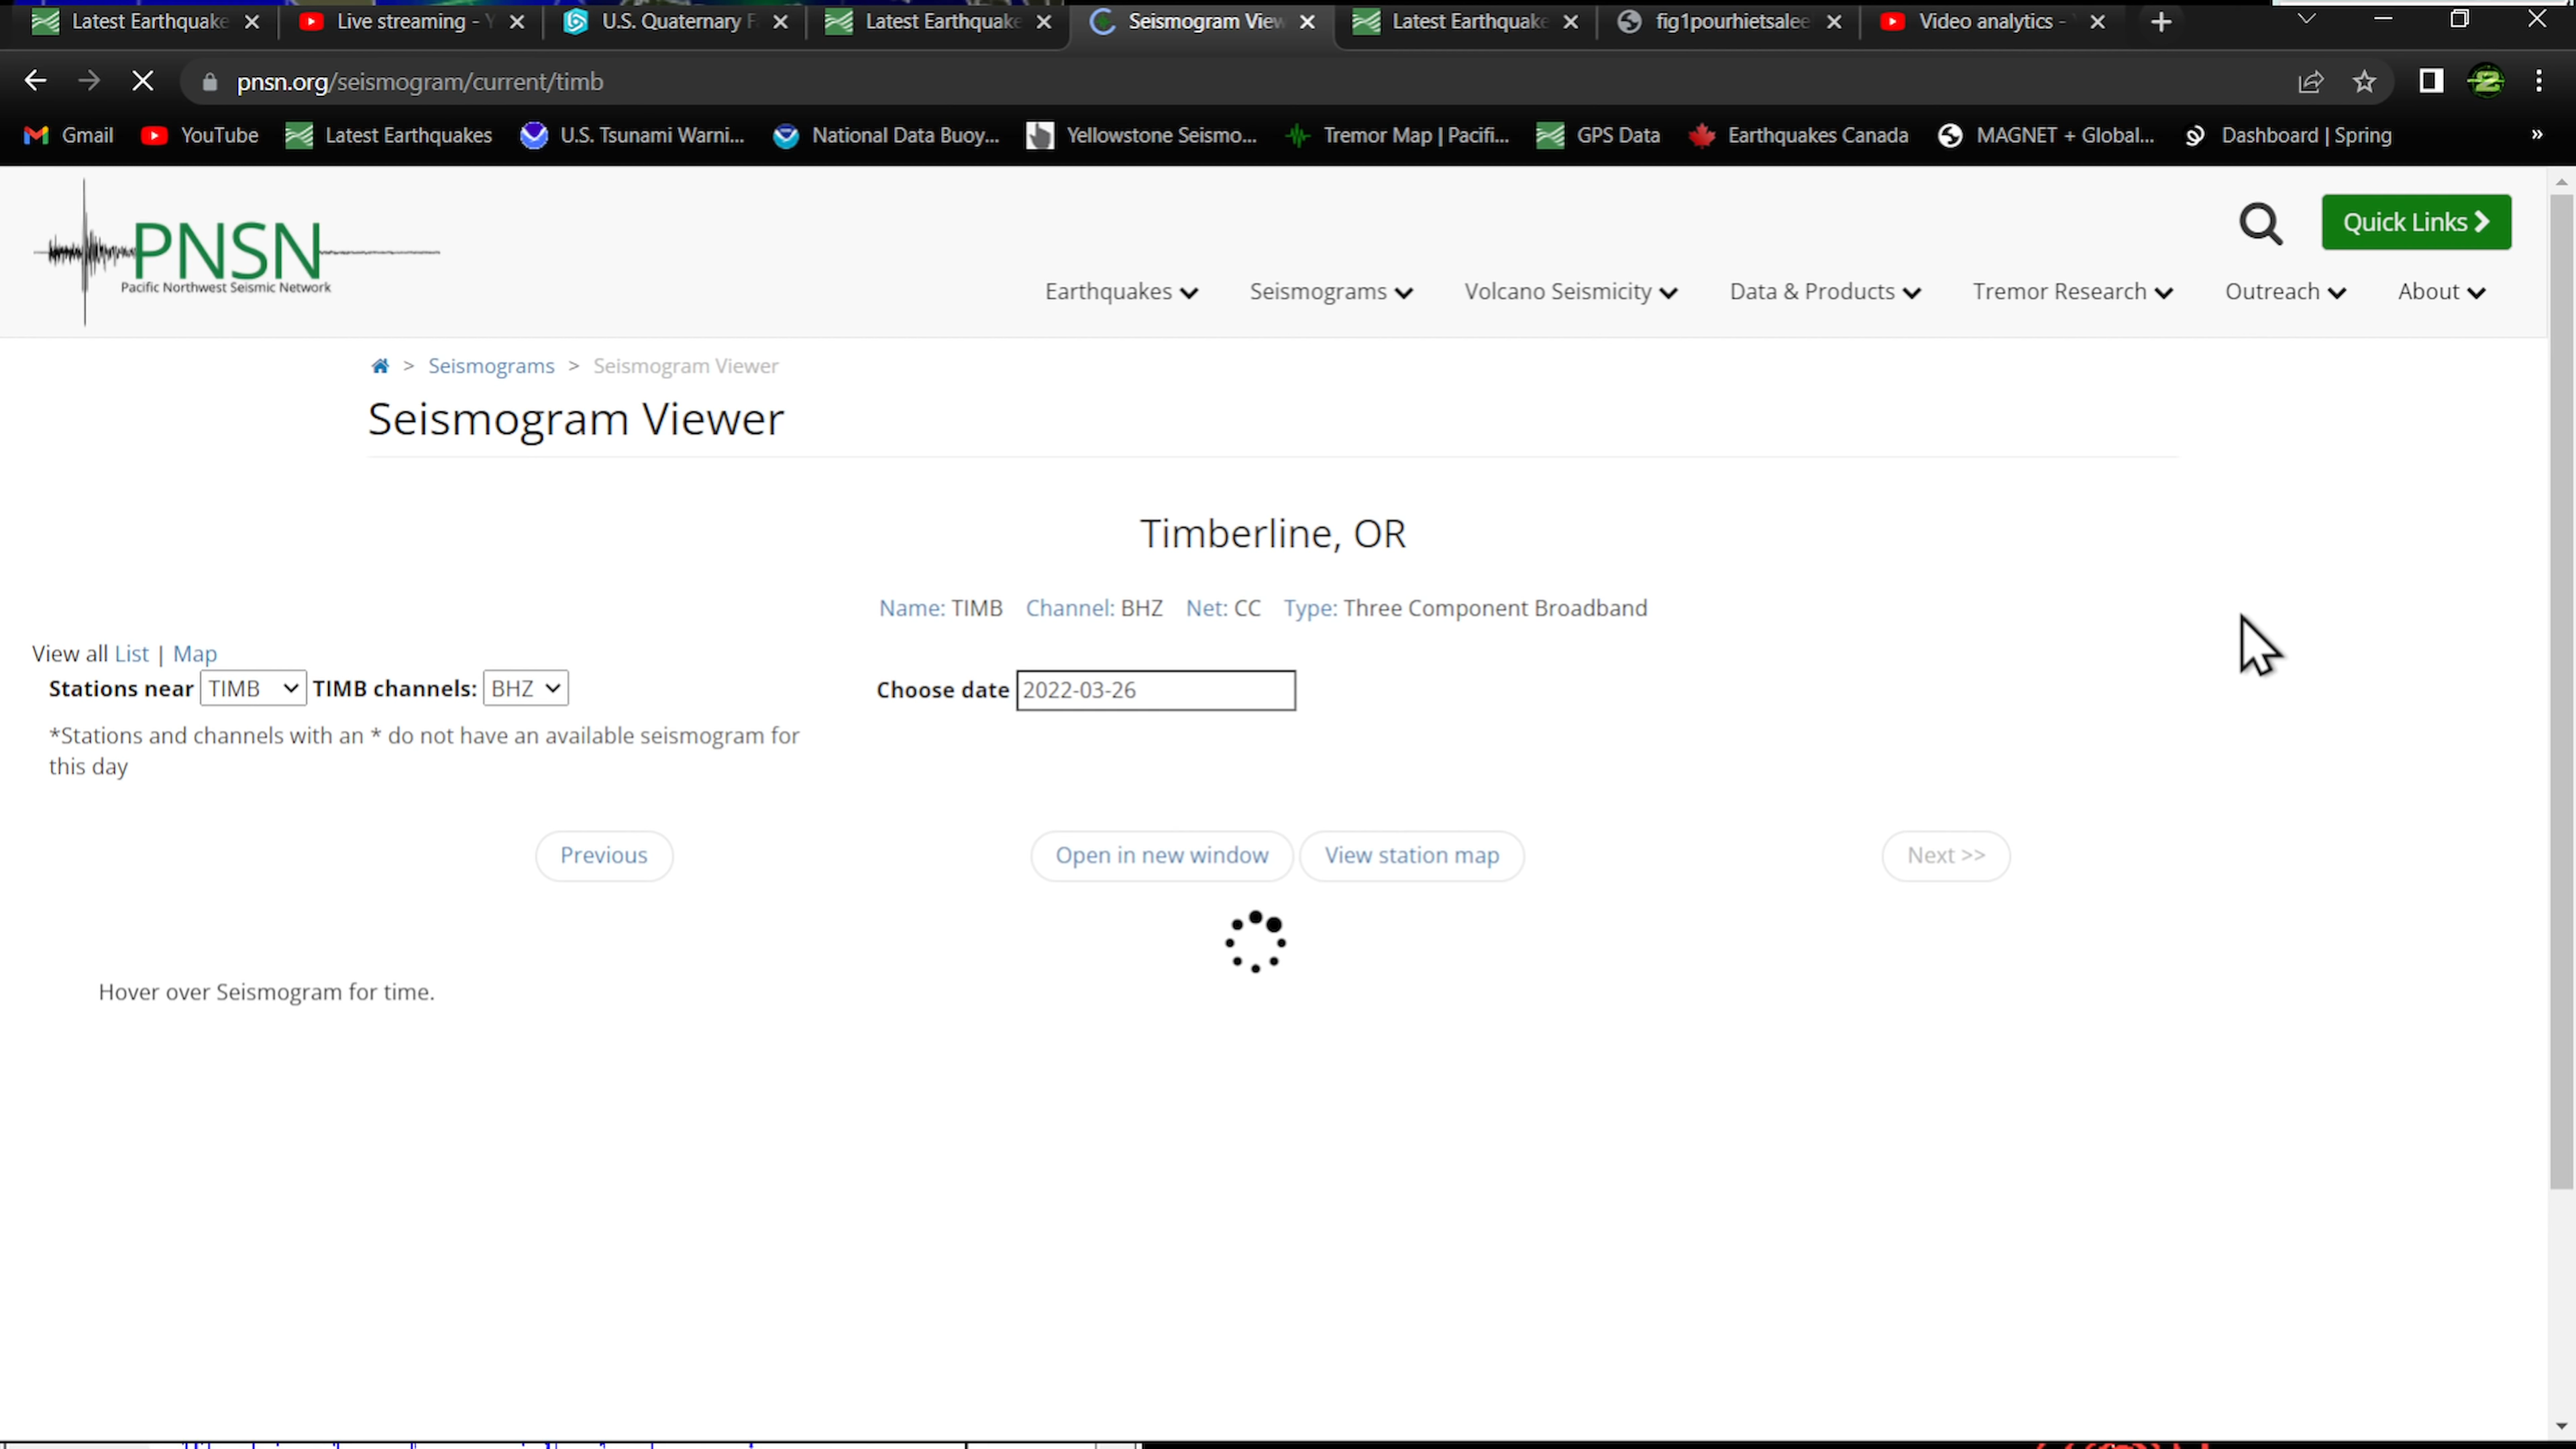 Latest Earthquake Live streaming - Y U.S. Quaternary F Latest Earthquake Seismogram View Latest Earthquake fig1pourhietsalee Video analytics -
pnsn.org/seismogram/current/timb
Gmail YouTube Latest Earthquakes U.S. Tsunami Warni... National Data Buoy... Yellowstone Seismo... Tremor Map | Pacifi... GPS Data Earthquakes Canada MAGNET + Global... Dashboard | Spring »
PNSN
Pacific Northwest Seismic Network
Quick Links
Earthquakes Seismograms Volcano Seismicity Data & Products Tremor Research Outreach About
> Seismograms > Seismogram Viewer
Seismogram Viewer
Timberline, OR
Name: TIMB Channel: BHZ Net: CC Type: Three Component Broadband
View all List | Map
Stations near TIMB TIMB channels: BHZ Choose date 2022-03-26
*Stations and channels with an * do not have an available seismogram for
this day
Previous Open in new window View station map Next >>
Hover over Seismogram for time.